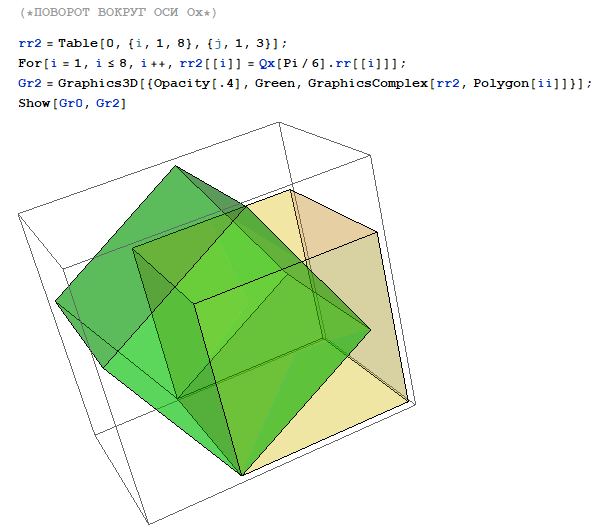 (*ПОВОРОТ ВОКРУГ ОСИ Ox*)
rr2 = Table[0, {i, 1, 8}, {j, 1, 3}];
For[i = 1, i ≤ 8, i++, rr2[[i]] = Qx[Pi/6].rr[[i]]];
Gr2 = Graphics3D[{Opacity[.4], Green, GraphicsComplex[rr2, Polygon[ii]]}];
Show[Gr0, Gr2]